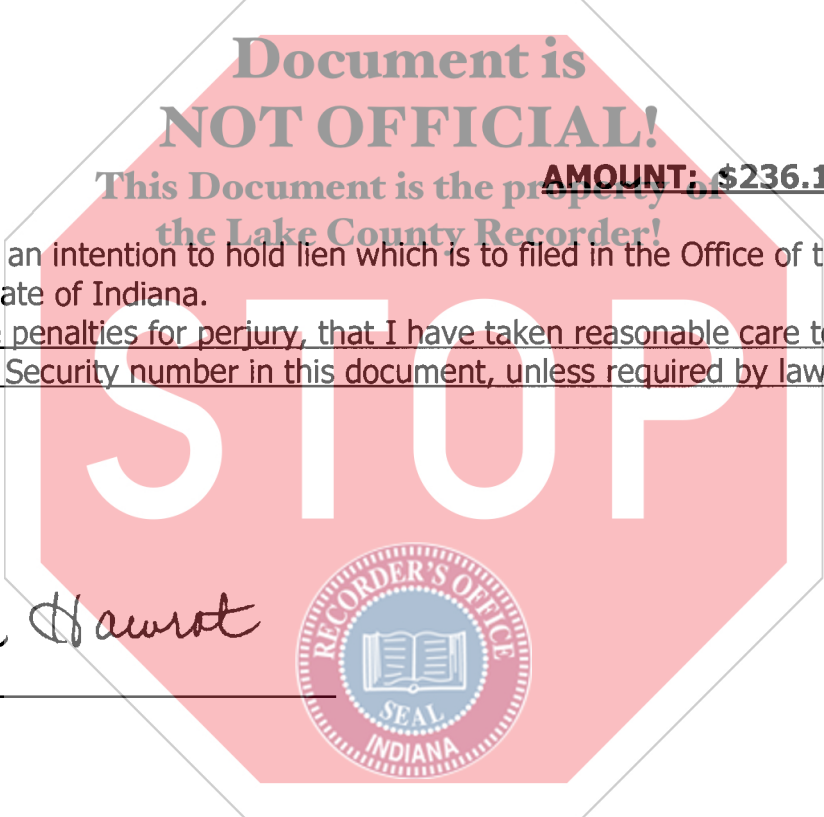 Document is
NOT OFFICIAL!
AMOUNT: $236.1
This Document is the property of
the Lake County Recorder!
an intention to hold lien which is to filed in the Office of t
ate of Indiana.
penalties for perjury, that I have taken reasonable care to
Security number in this document, unless required by law
STOP
Hawrot
RECORDER'S OFFICE
SEAL
INDIANA